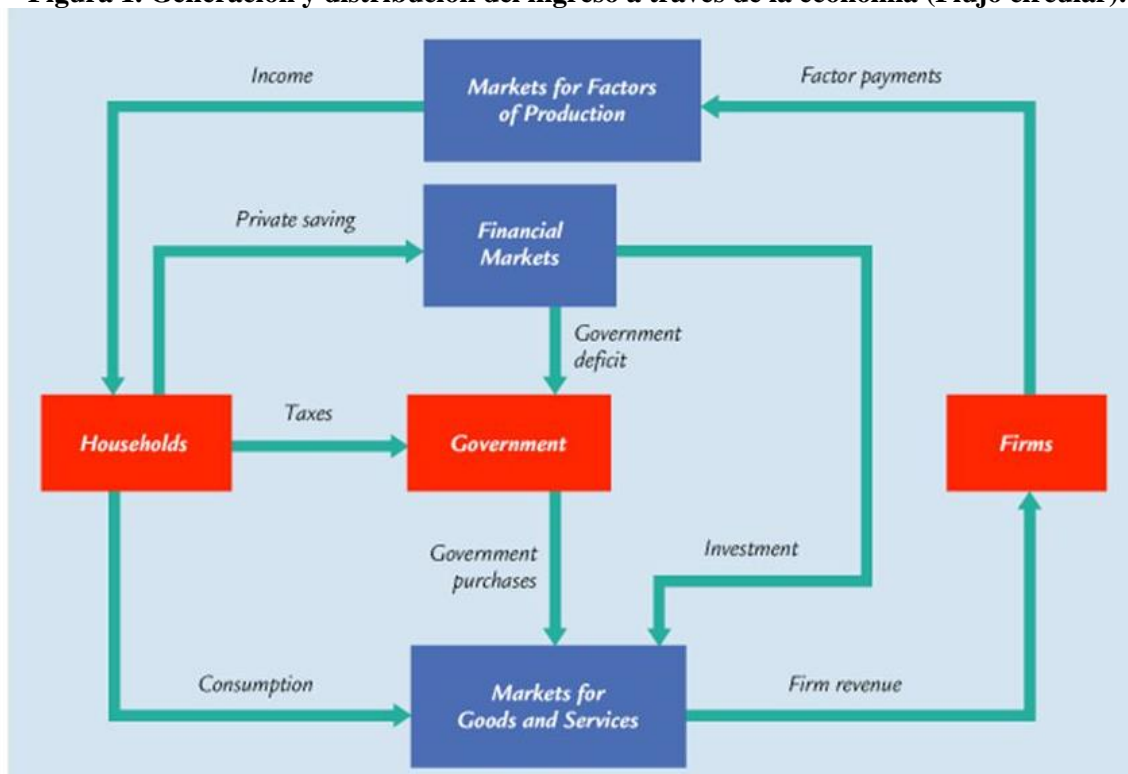 Figura 1. Generación y distribución del ingreso a través de la economía (Flujo circular).
Income
Markets for Factors
of Production
Factor payments
Private saving
Financial
Markets
Government
deficit
Households
Taxes
Government
Firms
Government
purchases
Investment
Consumption
Markets for
Goods and Services
Firm revenue